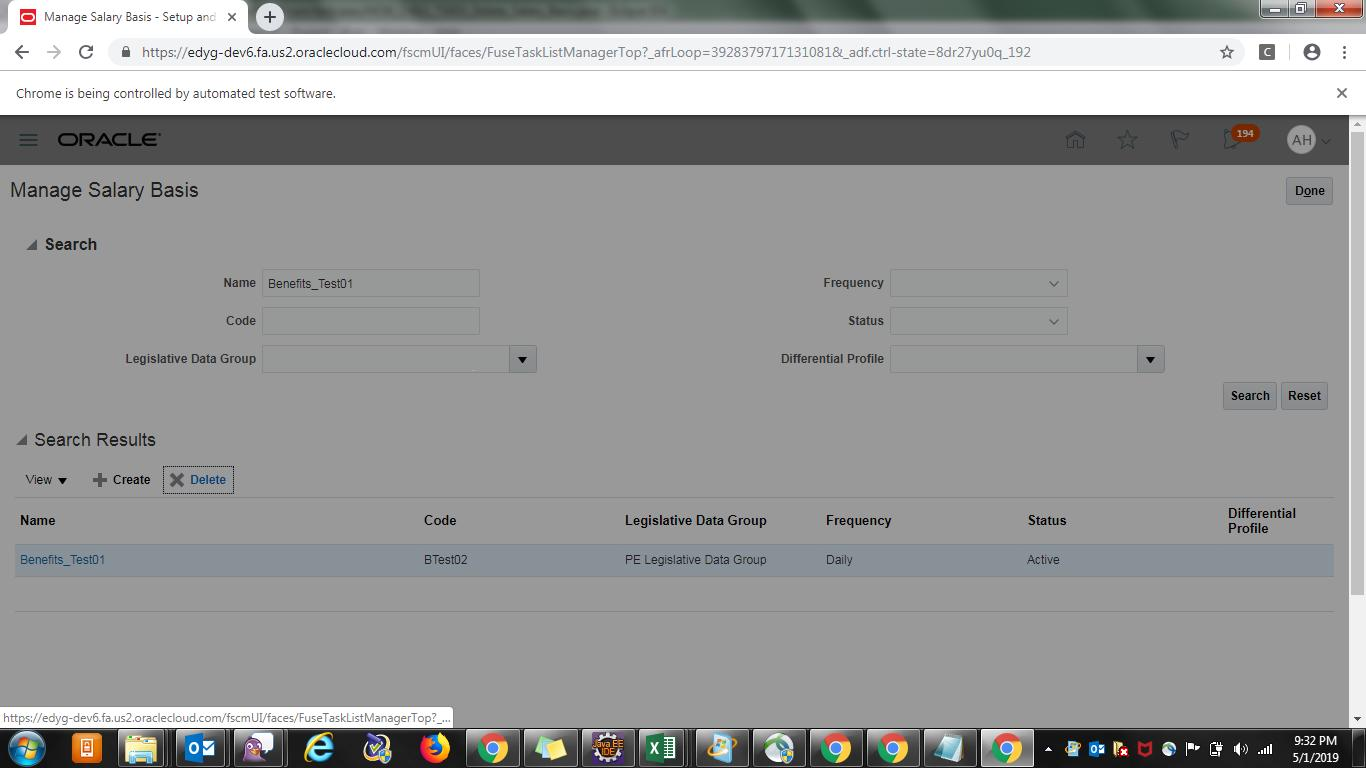 Manage Salary Basis - Setup and
https://edyg-dev6.fa.us2.oraclecloud.com/fscmUI/faces/FuseTaskListManagerTop?_afrLoop=39283797171131081&_adf.ctrl-state=8dr27yu0q_192
C
Chrome is being controlled by automated test software.
ORACLE
194
AH
Manage Salary Basis
Done
Search
Name Benefits_Test01 Frequency
Code Status
Legislative Data Group Differential Profile
Search Reset
Search Results
View Create Delete
Name Code Legislative Data Group Frequency Status Differential Profile
Benefits_Test01 BTest02 PE Legislative Data Group Daily Active
https://edyg-dev6.fa.us2.oraclecloud.com/fscmUI/faces/FuseTaskListManagerTop?_...
Java EE
IDE
9:32 PM
5/1/2019